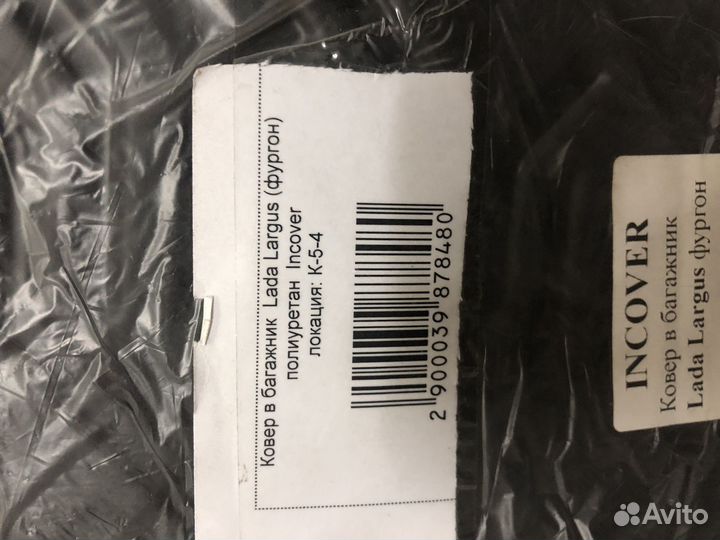 Ковер в багажник Lada Largus (фургон)
полиуретан Incover
локация: К-5-4
2 900039 878480
INCOVER
Ковер в багажник
Lada Largus фургон
Avito